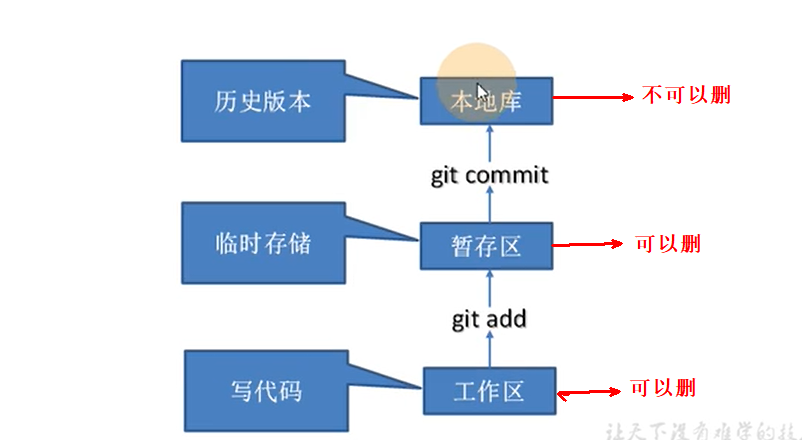 历史版本
本地库
不可以删
git commit
临时存储
暂存区
可以删
git add
写代码
工作区
可以删
让天下没有难学的技